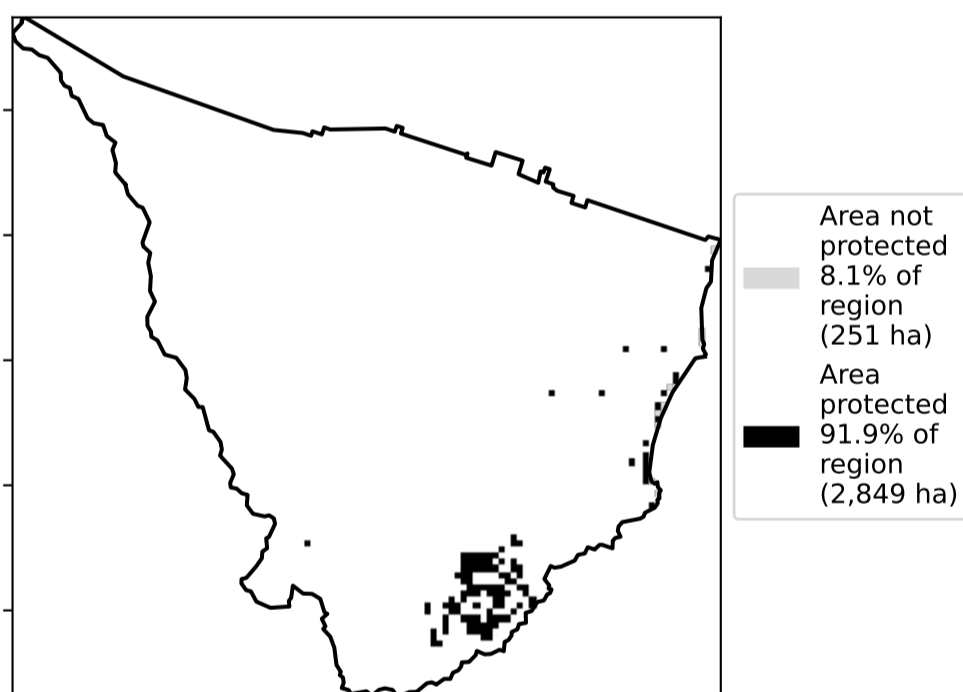 Area not
protected
8.1% of
region
(251 ha)
Area
protected
91.9% of
region
(2,849 ha)